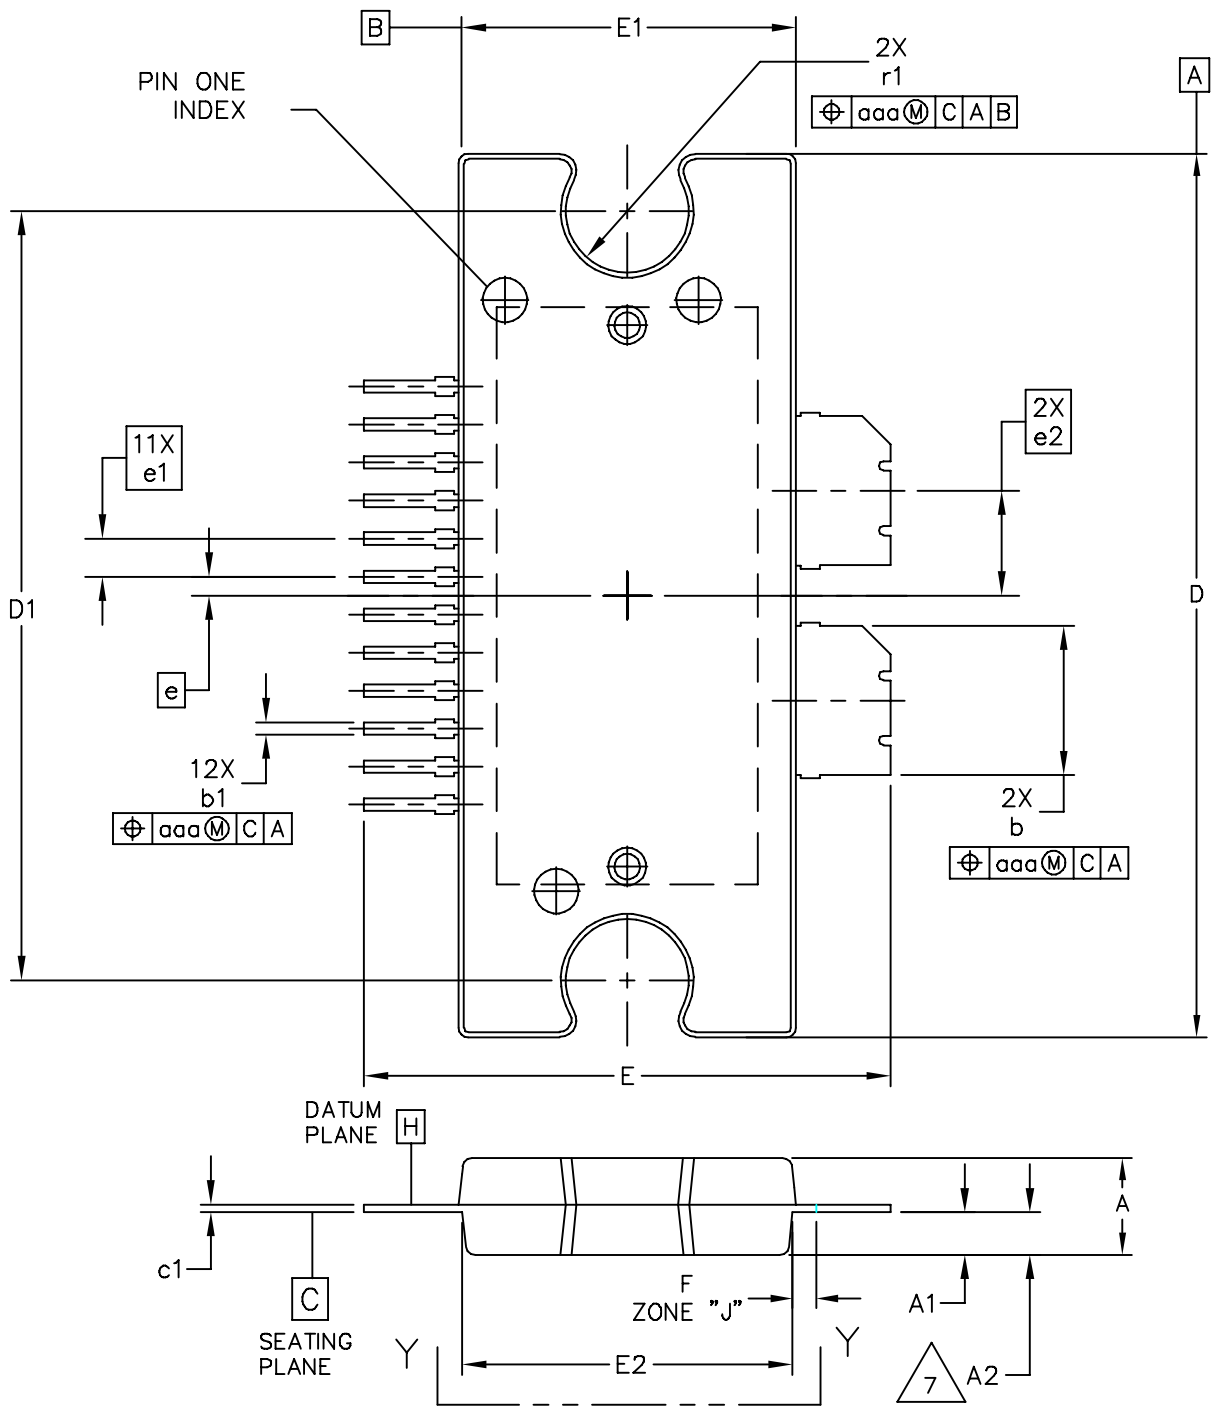 B
E1
2X
r1
A
PIN ONE
INDEX
⌖ aaa Ⓜ C A B
2X
e2
11X
e1
D1
D
e
12X
b1
⌖ aaa Ⓜ C A
2X
b
⌖ aaa Ⓜ C A
E
DATUM
PLANE
H
A
c1
C
F
ZONE "J"
A1
SEATING
PLANE
Y
Y
E2
7
A2